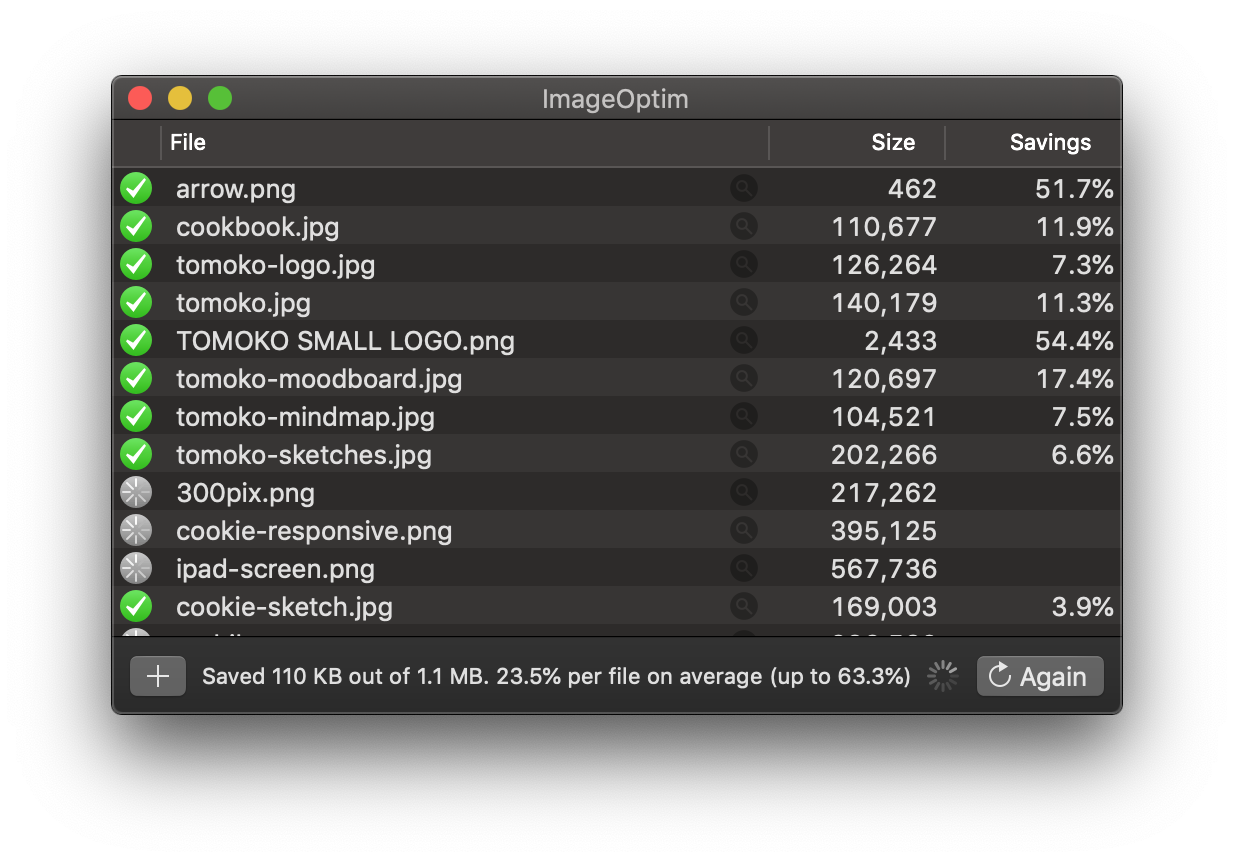 ImageOptim
File Size Savings
arrow.png 462 51.7%
cookbook.jpg 110,677 11.9%
tomoko-logo.jpg 126,264 7.3%
tomoko.jpg 140,179 11.3%
TOMOKO SMALL LOGO.png 2,433 54.4%
tomoko-moodboard.jpg 120,697 17.4%
tomoko-mindmap.jpg 104,521 7.5%
tomoko-sketches.jpg 202,266 6.6%
300pix.png 217,262
cookie-responsive.png 395,125
ipad-screen.png 567,736
cookie-sketch.jpg 169,003 3.9%
Saved 110 KB out of 1.1 MB. 23.5% per file on average (up to 63.3%) Again